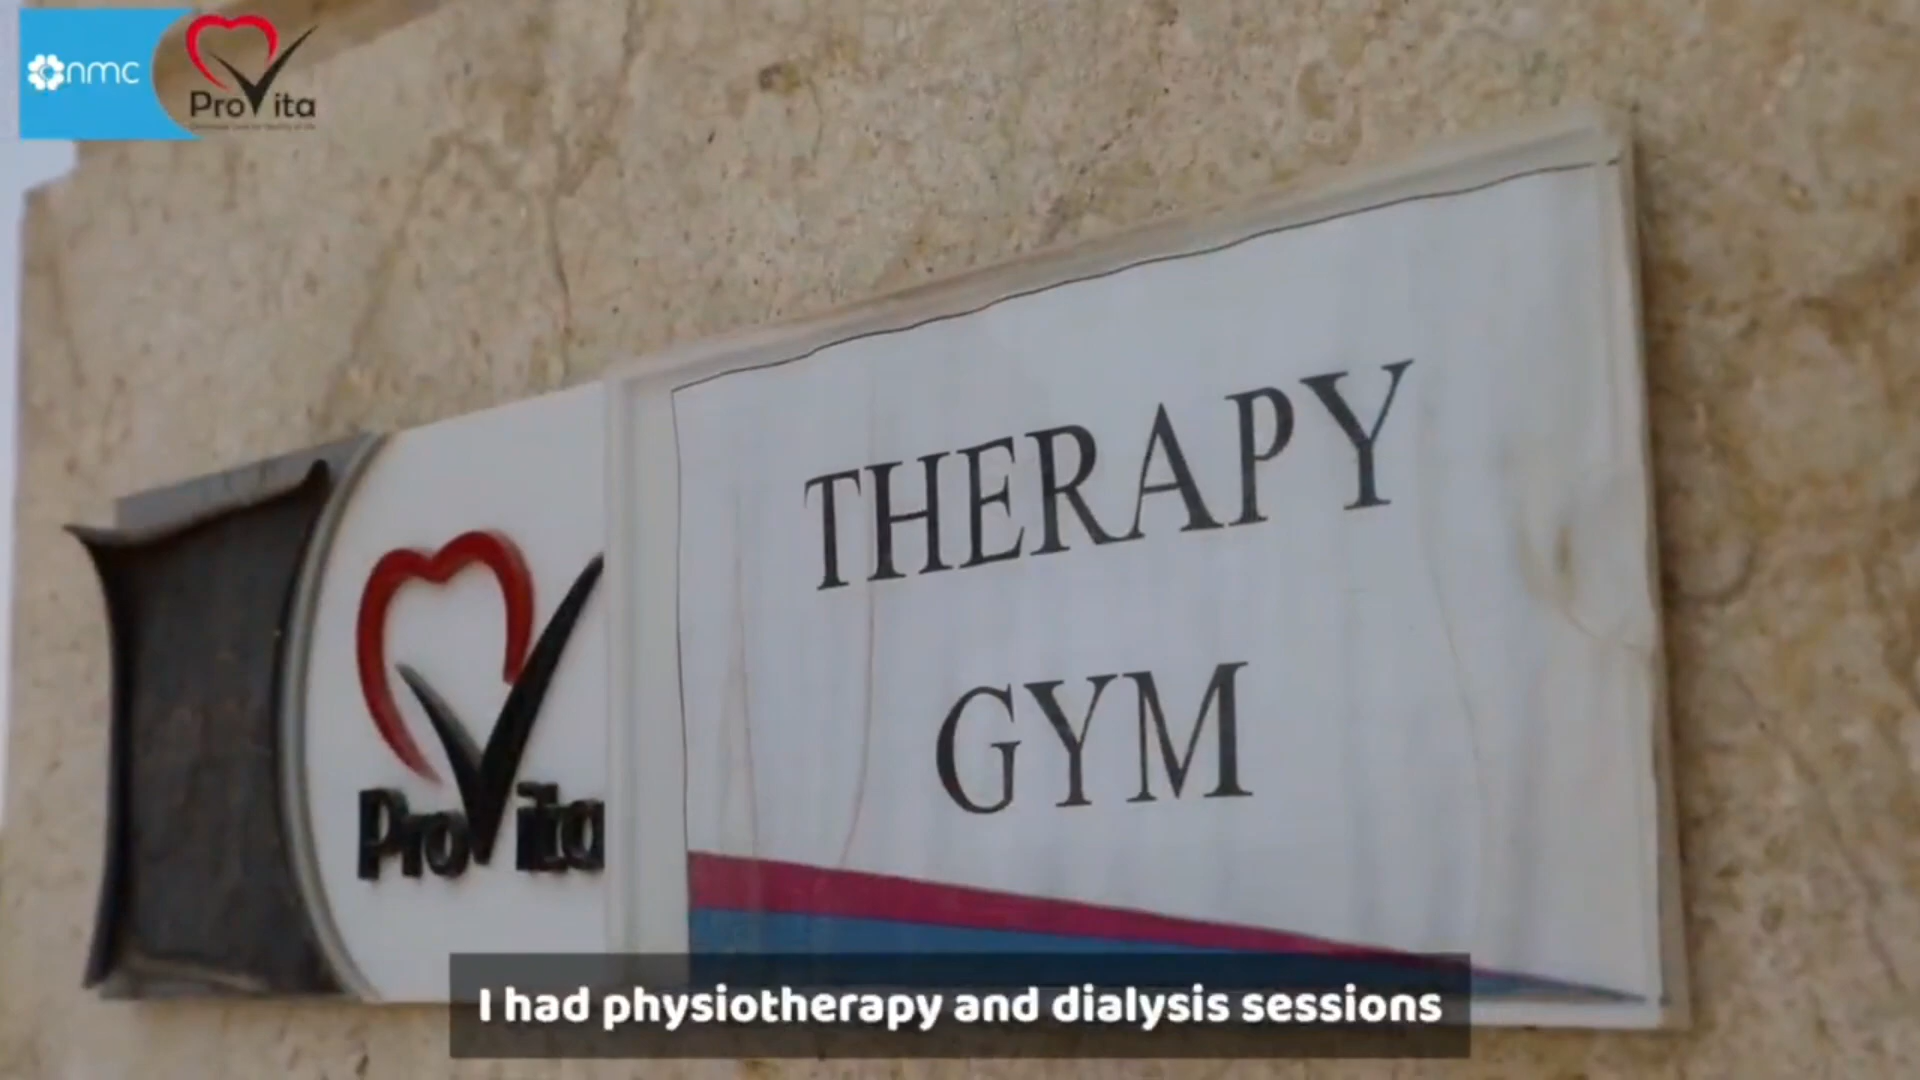 nmc
ProVita
THERAPY
GYM
ProVita
I had physiotherapy and dialysis sessions